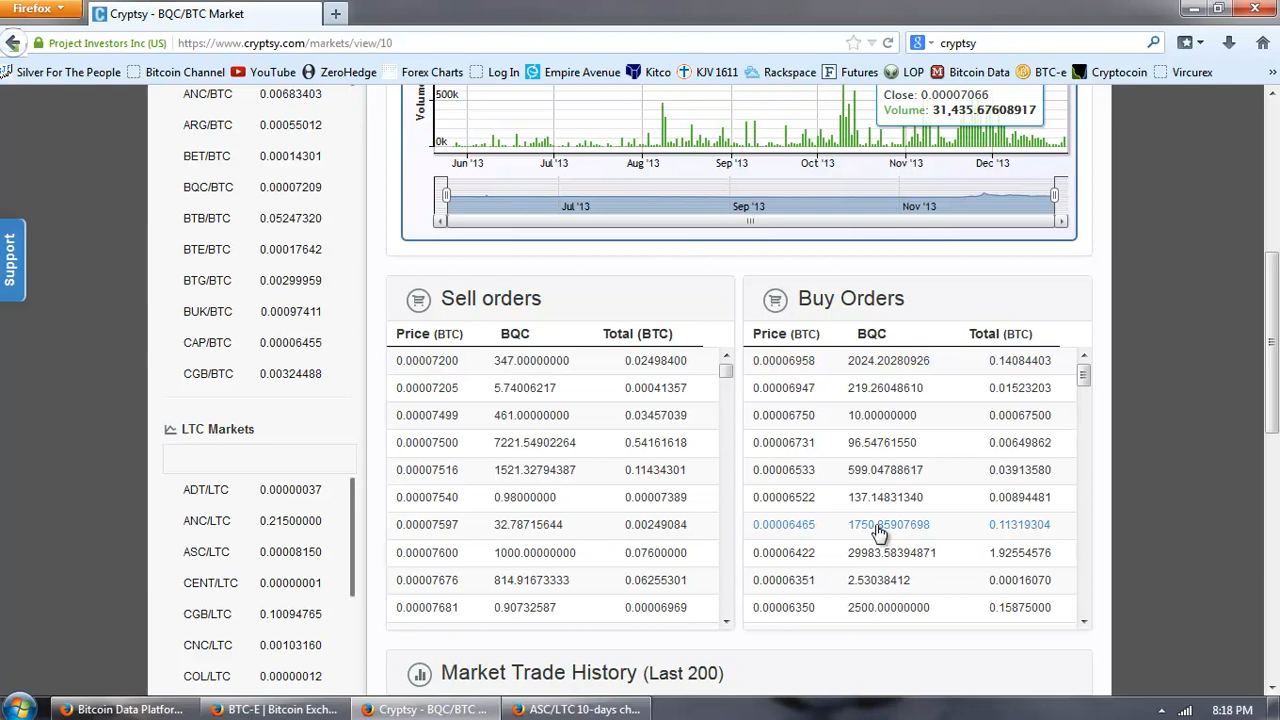 Firefox
Cryptsy - BQC/BTC Market
Project Investors Inc (US)
https://www.cryptsy.com/markets/view/10
cryptsy
Silver For The People
Bitcoin Channel
YouTube
ZeroHedge
Forex Charts
Log In
Empire Avenue
Kitco
KJV 1611
Rackspace
Futures
LOP
Bitcoin Data
BTC-e
Cryptocoin
Vircurex
»
Support
ANC/BTC 0.00683403
ARG/BTC 0.00055012
BET/BTC 0.00014301
BQC/BTC 0.00007209
BTB/BTC 0.05247320
BTE/BTC 0.00017642
BTG/BTC 0.00299959
BUK/BTC 0.00097411
CAP/BTC 0.00006455
CGB/BTC 0.00324488
LTC Markets
ADT/LTC 0.00000037
ANC/LTC 0.21500000
ASC/LTC 0.00008150
CENT/LTC 0.00000001
CGB/LTC 0.10094765
CNC/LTC 0.00103160
COL/LTC 0.00000012
Volume
500k
0k
Close: 0.00007066
Volume: 31,435.67608917
Jun '13 Jul '13 Aug '13 Sep '13 Oct '13 Nov '13 Dec '13
Jul '13 Sep '13 Nov '13
Sell orders
Price (BTC) BQC Total (BTC)
0.00007200 347.00000000 0.02498400
0.00007205 5.74006217 0.00041357
0.00007499 461.00000000 0.03457039
0.00007500 7221.54902264 0.54161618
0.00007516 1521.32794387 0.11434301
0.00007540 0.98000000 0.00007389
0.00007597 32.78715644 0.00249084
0.00007600 1000.00000000 0.07600000
0.00007676 814.91673333 0.06255301
0.00007681 0.90732587 0.00006969
Buy Orders
Price (BTC) BQC Total (BTC)
0.00006958 2024.20280926 0.14084403
0.00006947 219.26048610 0.01523203
0.00006750 10.00000000 0.00067500
0.00006731 96.54761550 0.00649862
0.00006533 599.04788617 0.03913580
0.00006522 137.14831340 0.00894481
0.00006465 0.11319304
0.00006422 29983.58394871 1.92554576
0.00006351 2.53038412 0.00016070
0.00006350 2500.00000000 0.15875000
Market Trade History (Last 200)
Bitcoin Data Platfor...
BTC-E | Bitcoin Exch...
Cryptsy - BQC/BTC ...
ASC/LTC 10-days ch...
8:18 PM